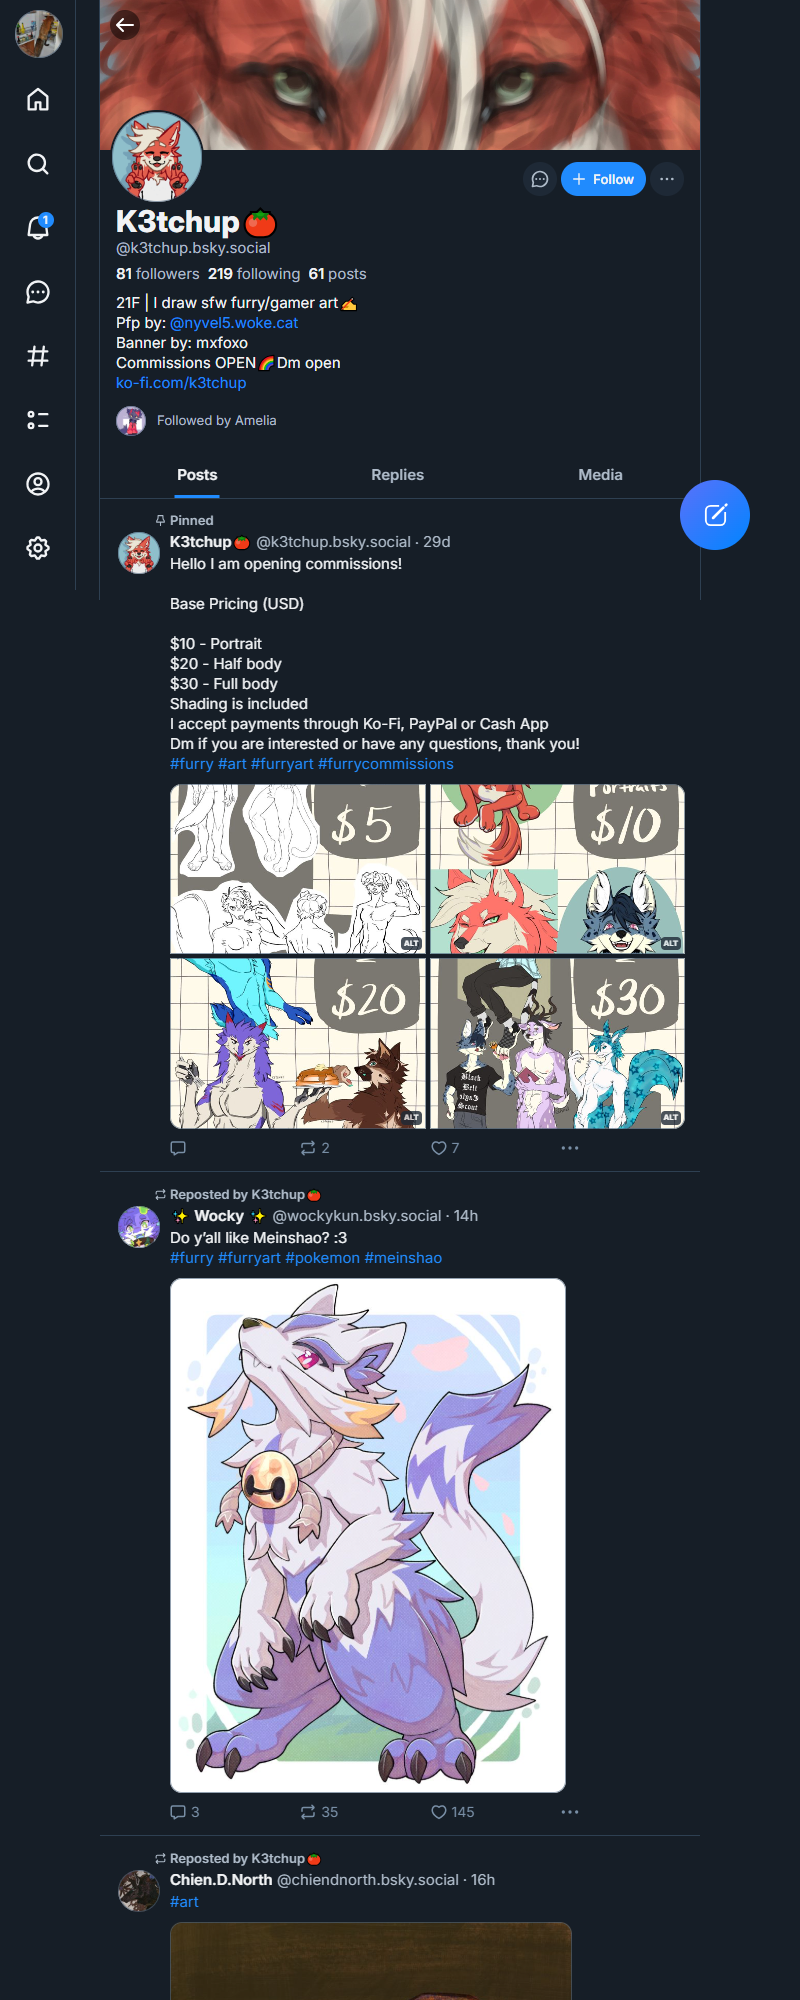 1
+ Follow
K3tchup🍅
@k3tchup.bsky.social
81 followers 219 following 61 posts
21F | I draw sfw furry/gamer art✍️
Pfp by: @nyvel5.woke.cat
Banner by: mxfoxo
Commissions OPEN🌈Dm open
ko-fi.com/k3tchup
Followed by Amelia
Posts Replies Media
Pinned
K3tchup🍅 @k3tchup.bsky.social · 29d
Hello I am opening commissions!
Base Pricing (USD)
$10 - Portrait
$20 - Half body
$30 - Full body
Shading is included
I accept payments through Ko-Fi, PayPal or Cash App
Dm if you are interested or have any questions, thank you!
#furry #art #furryart #furrycommissions
$5
Portraits
$10
ALT
ALT
$20
$30
Black
Belt
Scout
ALT
ALT
2 7
Reposted by K3tchup🍅
✨ Wocky ✨ @wockykun.bsky.social · 14h
Do y’all like Meinshao? :3
#furry #furryart #pokemon #meinshao
3 35 145
Reposted by K3tchup🍅
Chien.D.North @chiendnorth.bsky.social · 16h
#art